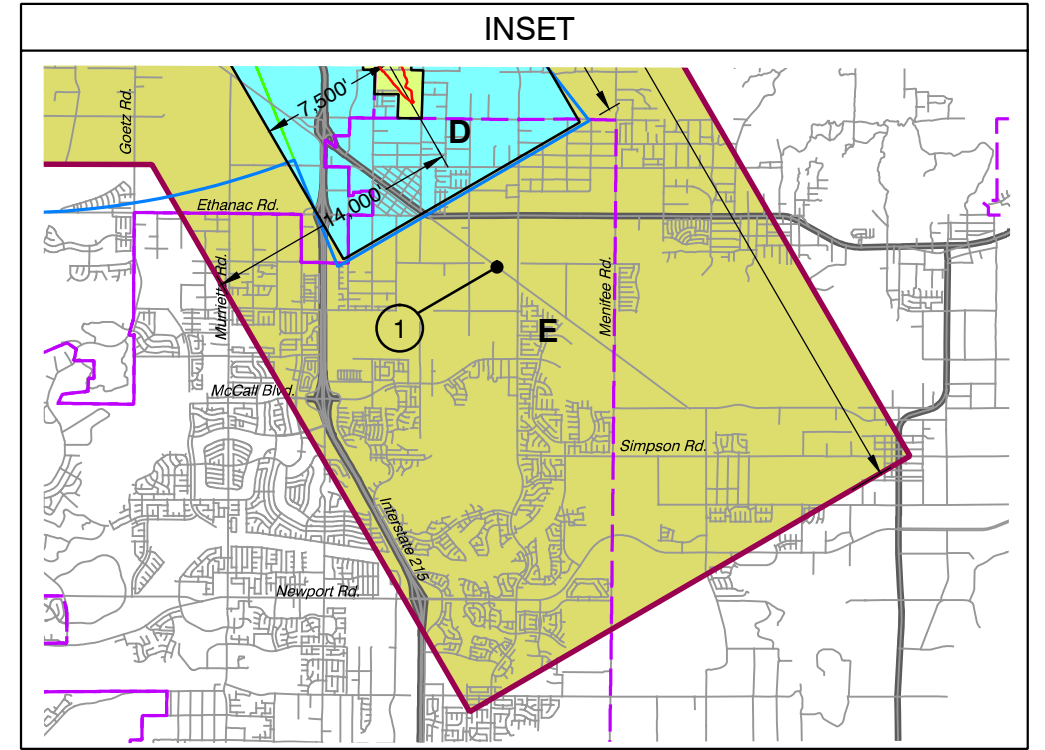 INSET
Goetz Rd.
7,500'
D
Ethanac Rd.
14,000'
Murrieta Rd.
Menifee Rd.
1
E
McCall Blvd.
Simpson Rd.
Interstate 215
Newport Rd.